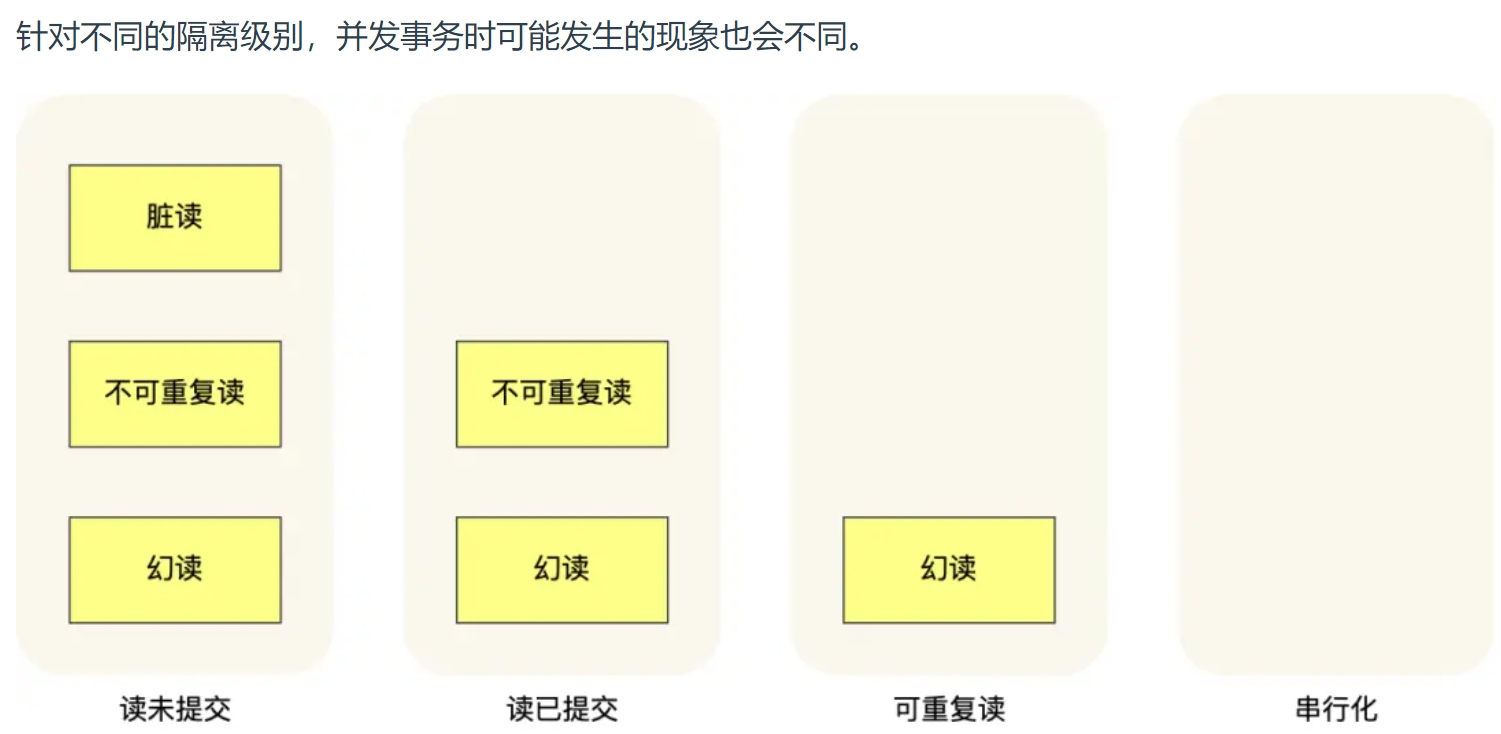 针对不同的隔离级别，并发事务时可能发生的现象也会不同。
脏读
不可重复读
不可重复读
幻读
幻读
幻读
读未提交
读已提交
可重复读
串行化